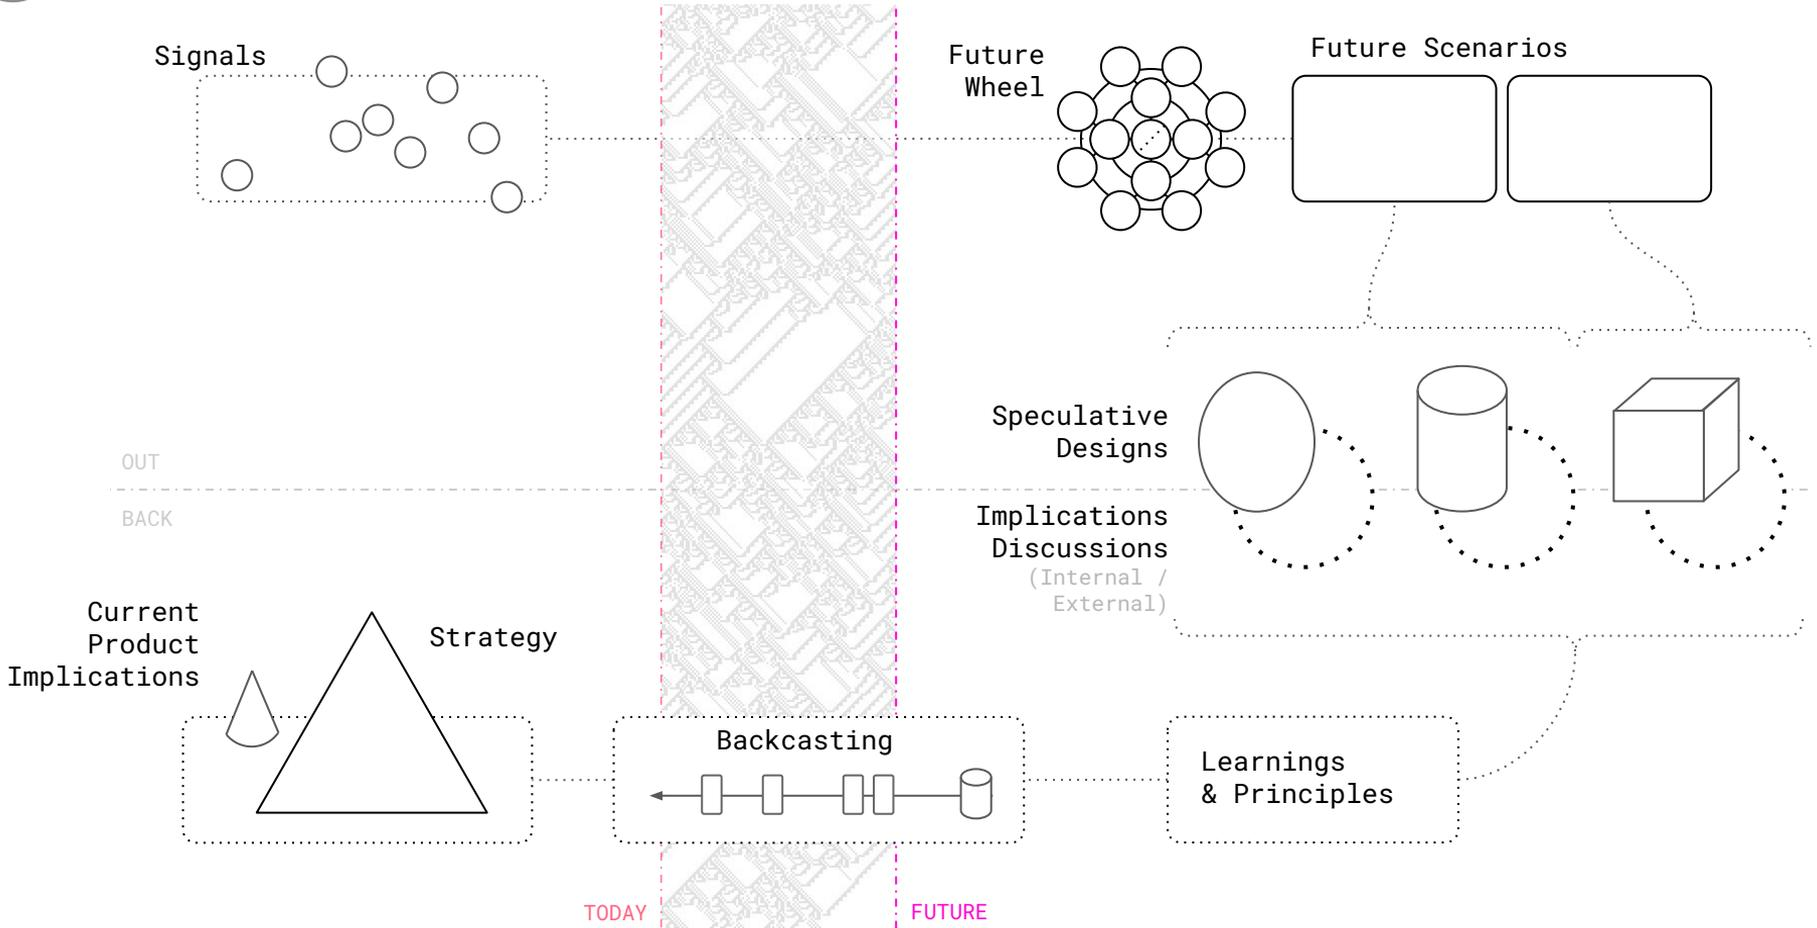 Signals
Future
Wheel
Future Scenarios
Speculative
Designs
OUT
BACK
Implications
Discussions
(Internal /
External)
Current
Product
Implications
Strategy
Backcasting
Learnings
& Principles
TODAY
FUTURE